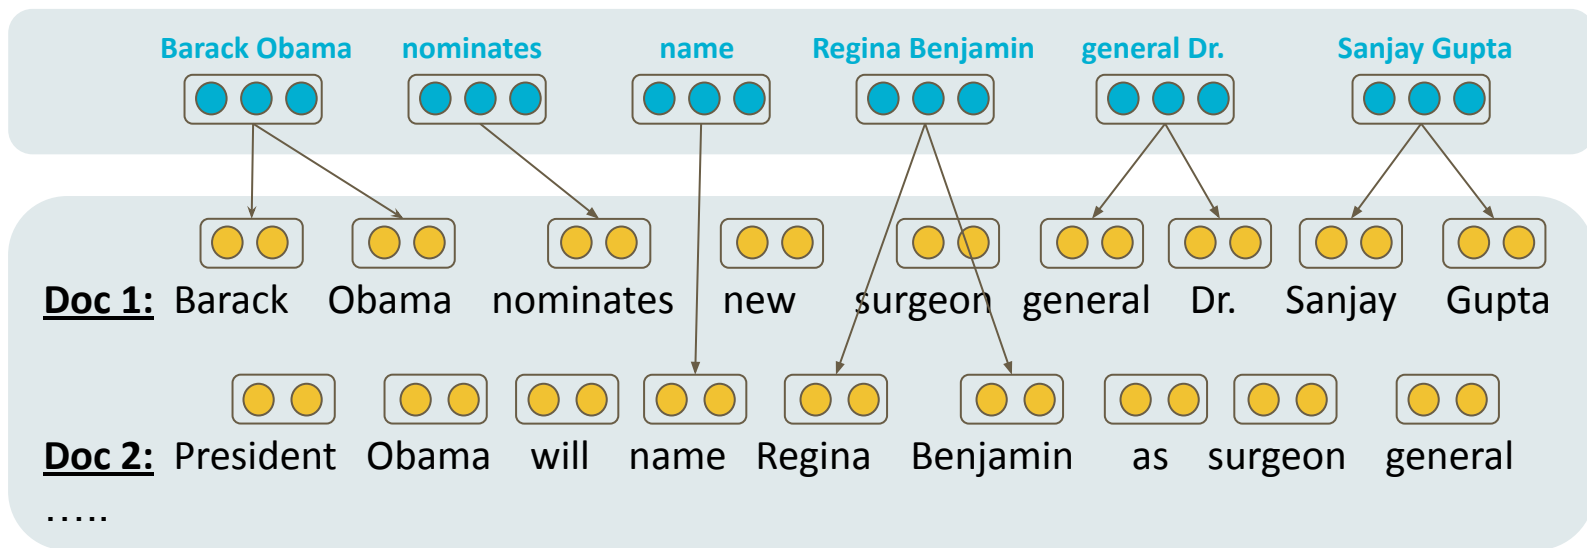 Barack Obama nominates name Regina Benjamin general Dr. Sanjay Gupta
Doc 1: Barack Obama nominates new surgeon general Dr. Sanjay Gupta
Doc 2: President Obama will name Regina Benjamin as surgeon general
…..